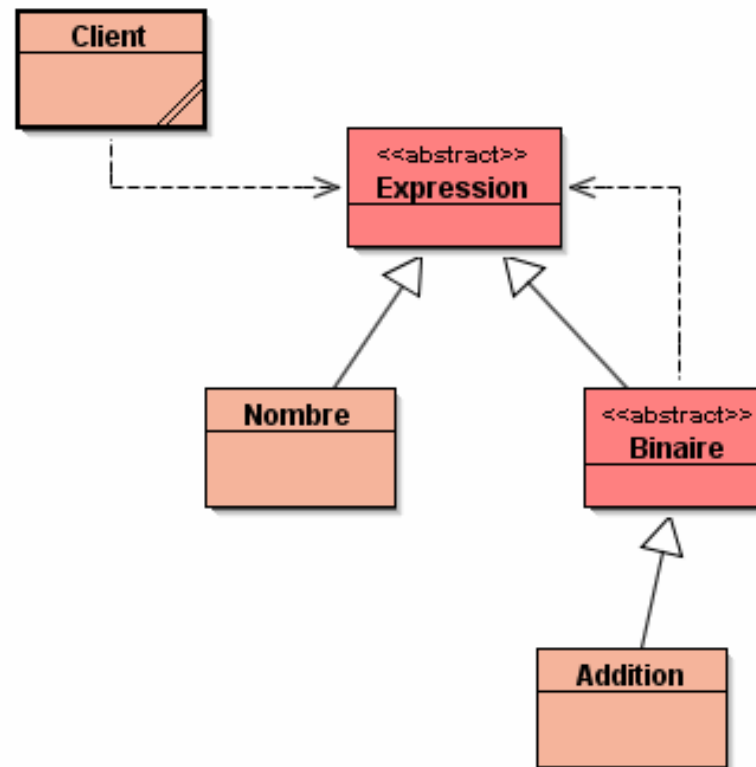 Client
<<abstract>>
Expression
Nombre
<<abstract>>
Binaire
Addition